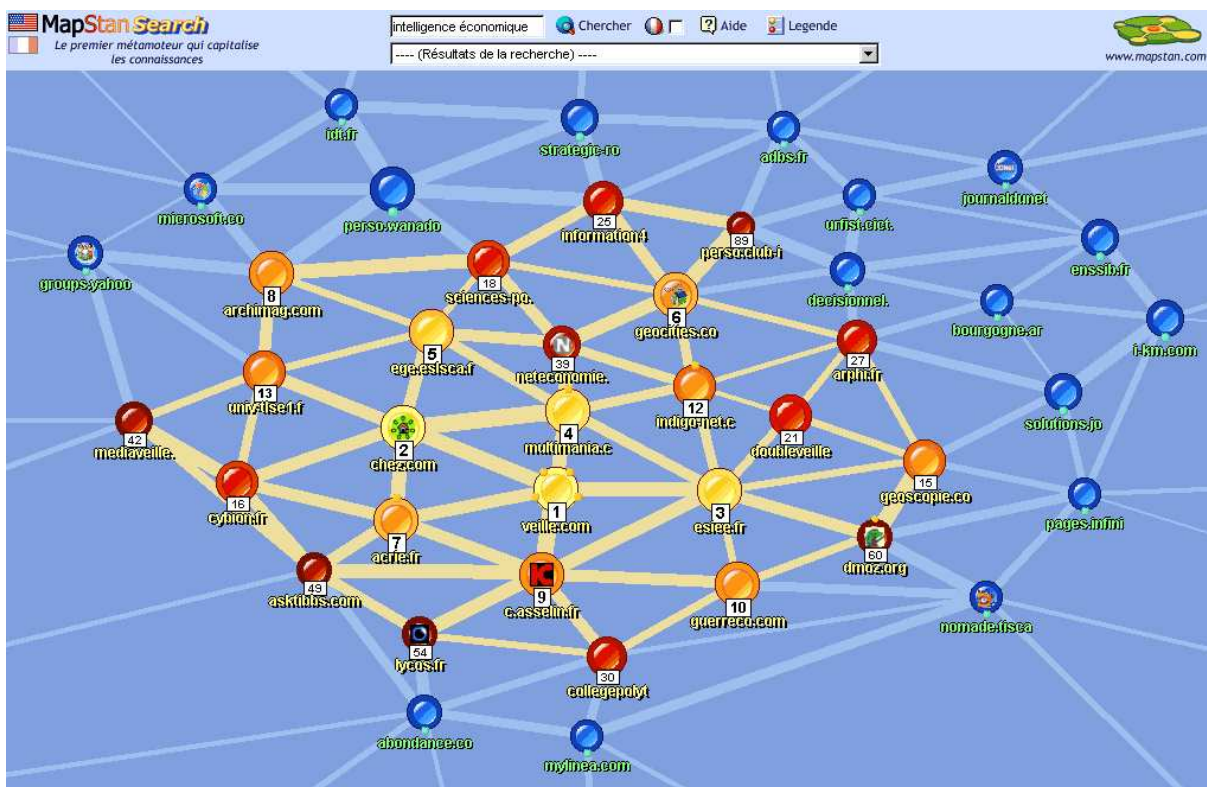 MapStan Search
Le premier métamoteur qui capitalise
les connaissances
intelligence économique
Chercher
Aide
Legende
---- (Résultats de la recherche) ----
www.mapstan.com
idt.fr
strategic-ro
adbs.fr
microsoft.co
perso.wanado
25
information4
89
perso.club-i
urfist.cict.
journaldunet
groups.yahoo
8
archimag.com
18
sciences-po.
6
geocities.co
decisionnel.
enssib.fr
bourgogne.ar
i-km.com
5
ege.eslsca.f
39
neteconomie.
27
arphi.fr
13
univ-tlse1.f
12
indigo-net.c
solutions.jo
42
mediaveille.
2
chez.com
4
multimania.c
21
doubleveille
16
cybion.fr
7
acrie.fr
1
veille.com
3
esiee.fr
15
geoscopie.co
pages.infini
60
dmoz.org
49
asktibbs.com
9
c.asselin.fr
10
guerreco.com
nomade.tisca
54
lycos.fr
30
collegepolyt
abondance.co
mylinea.com